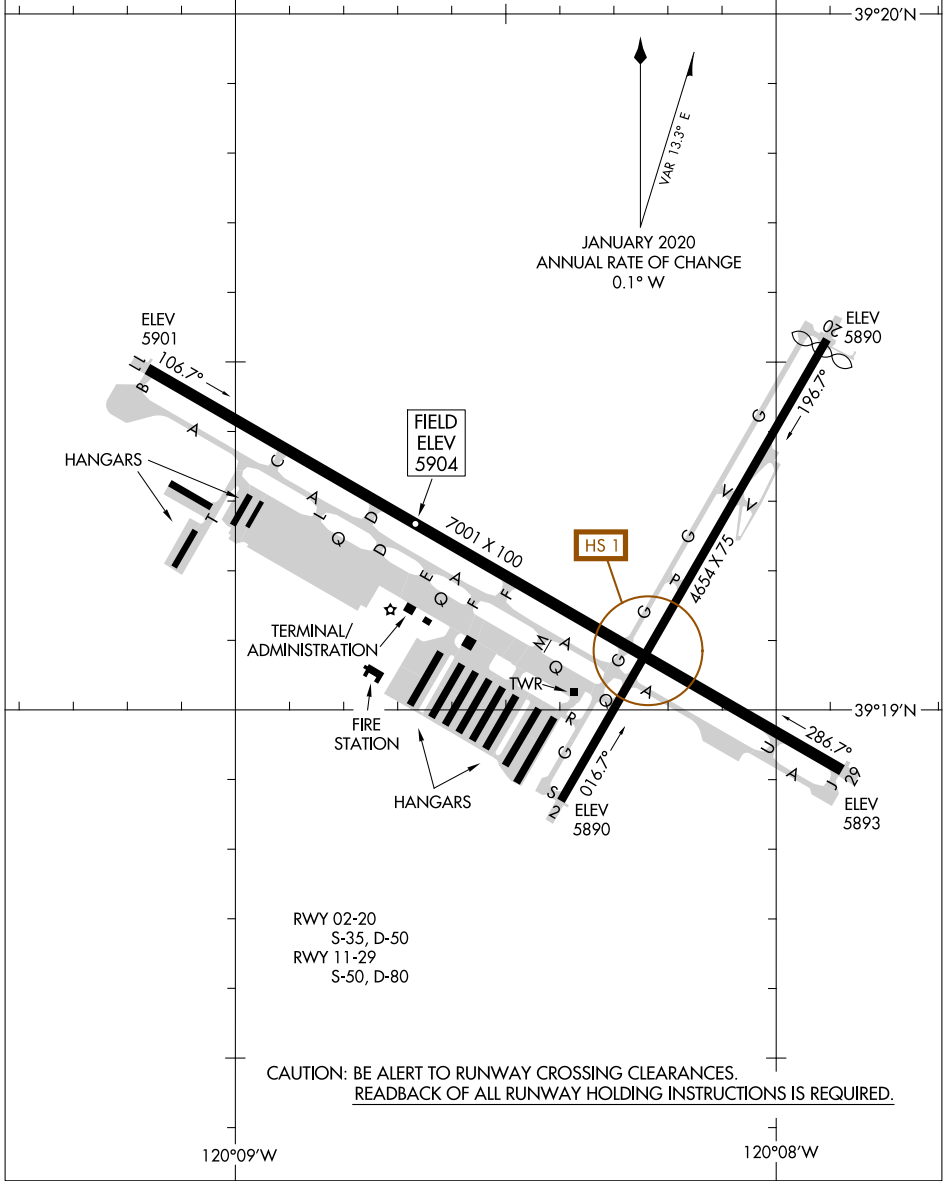 39°20'N
VAR 13.3° E
JANUARY 2020
ANNUAL RATE OF CHANGE
0.1° W
ELEV
5901
11
106.7°
B
A
C
HANGARS
T
A
L
Q
D
D
FIELD
ELEV
5904
7001 X 100
E
A
Q
F
F
TERMINAL/
ADMINISTRATION
FIRE
STATION
HANGARS
M
A
Q
TWR
R
Q
G
S
2
016.7°
ELEV
5890
HS 1
G
A
G
P
G
V
V
G
4654 X 75
196.7°
20
ELEV
5890
39°19'N
286.7°
U
A
J
29
ELEV
5893
RWY 02-20
S-35, D-50
RWY 11-29
S-50, D-80
CAUTION: BE ALERT TO RUNWAY CROSSING CLEARANCES.
READBACK OF ALL RUNWAY HOLDING INSTRUCTIONS IS REQUIRED.
120°09'W
120°08'W